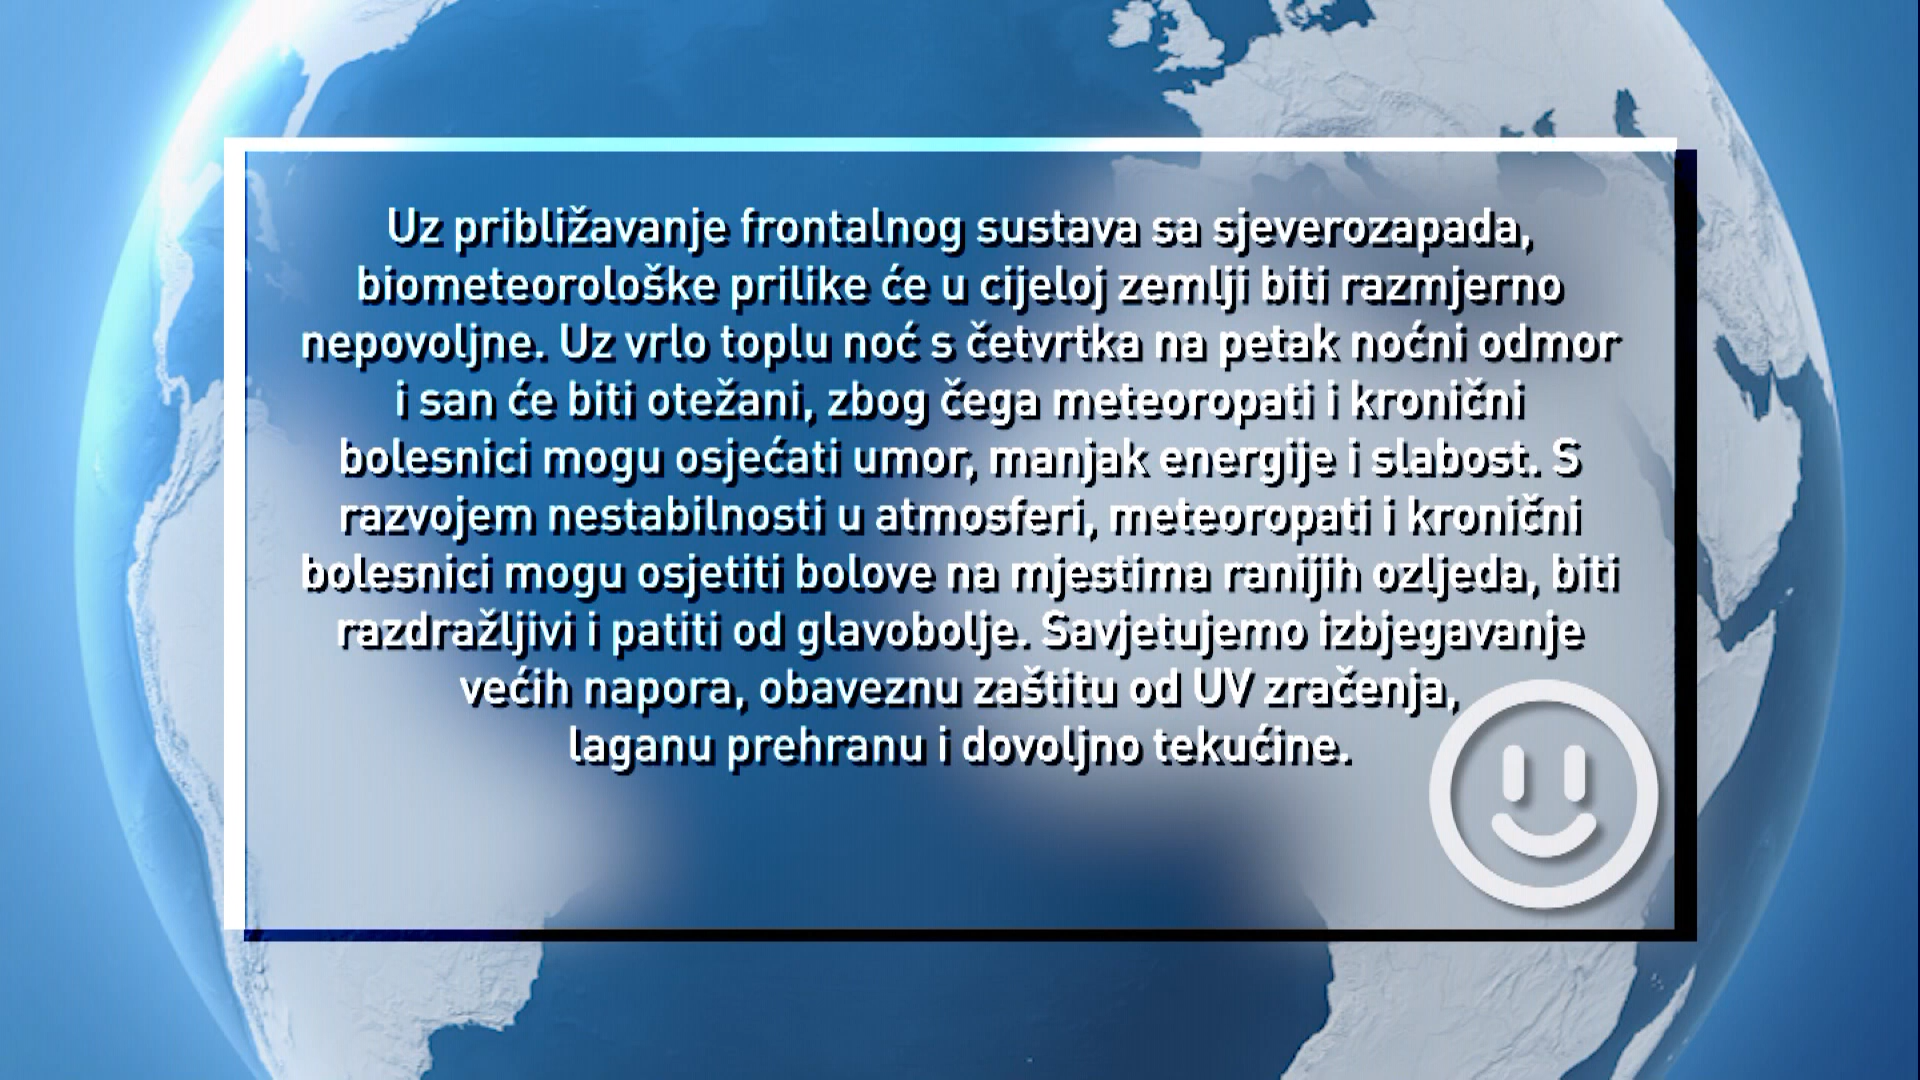 Uz približavanje frontalnog sustava sa sjeverozapada,
biometeorološke prilike će u cijeloj zemlji biti razmjerno
nepovoljne. Uz vrlo toplu noć s četvrtka na petak noćni odmor
i san će biti otežani, zbog čega meteoropati i kronični
bolesnici mogu osjećati umor, manjak energije i slabost. S
razvojem nestabilnosti u atmosferi, meteoropati i kronični
bolesnici mogu osjetiti bolove na mjestima ranijih ozljeda, biti
razdražljivi i patiti od glavobolje. Savjetujemo izbjegavanje
većih napora, obaveznu zaštitu od UV zračenja,
laganu prehranu i dovoljno tekućine.